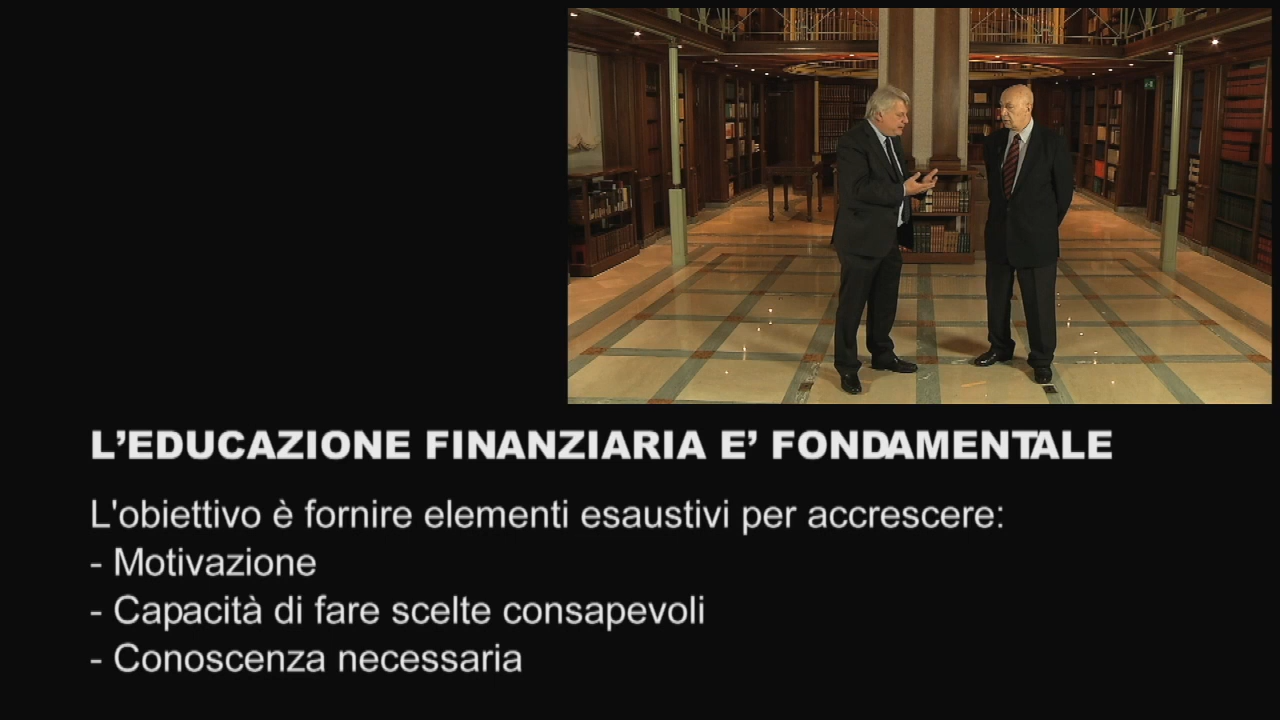 L’EDUCAZIONE FINANZIARIA E’ FONDAMENTALE
L'obiettivo è fornire elementi esaustivi per accrescere:
- Motivazione
- Capacità di fare scelte consapevoli
- Conoscenza necessaria